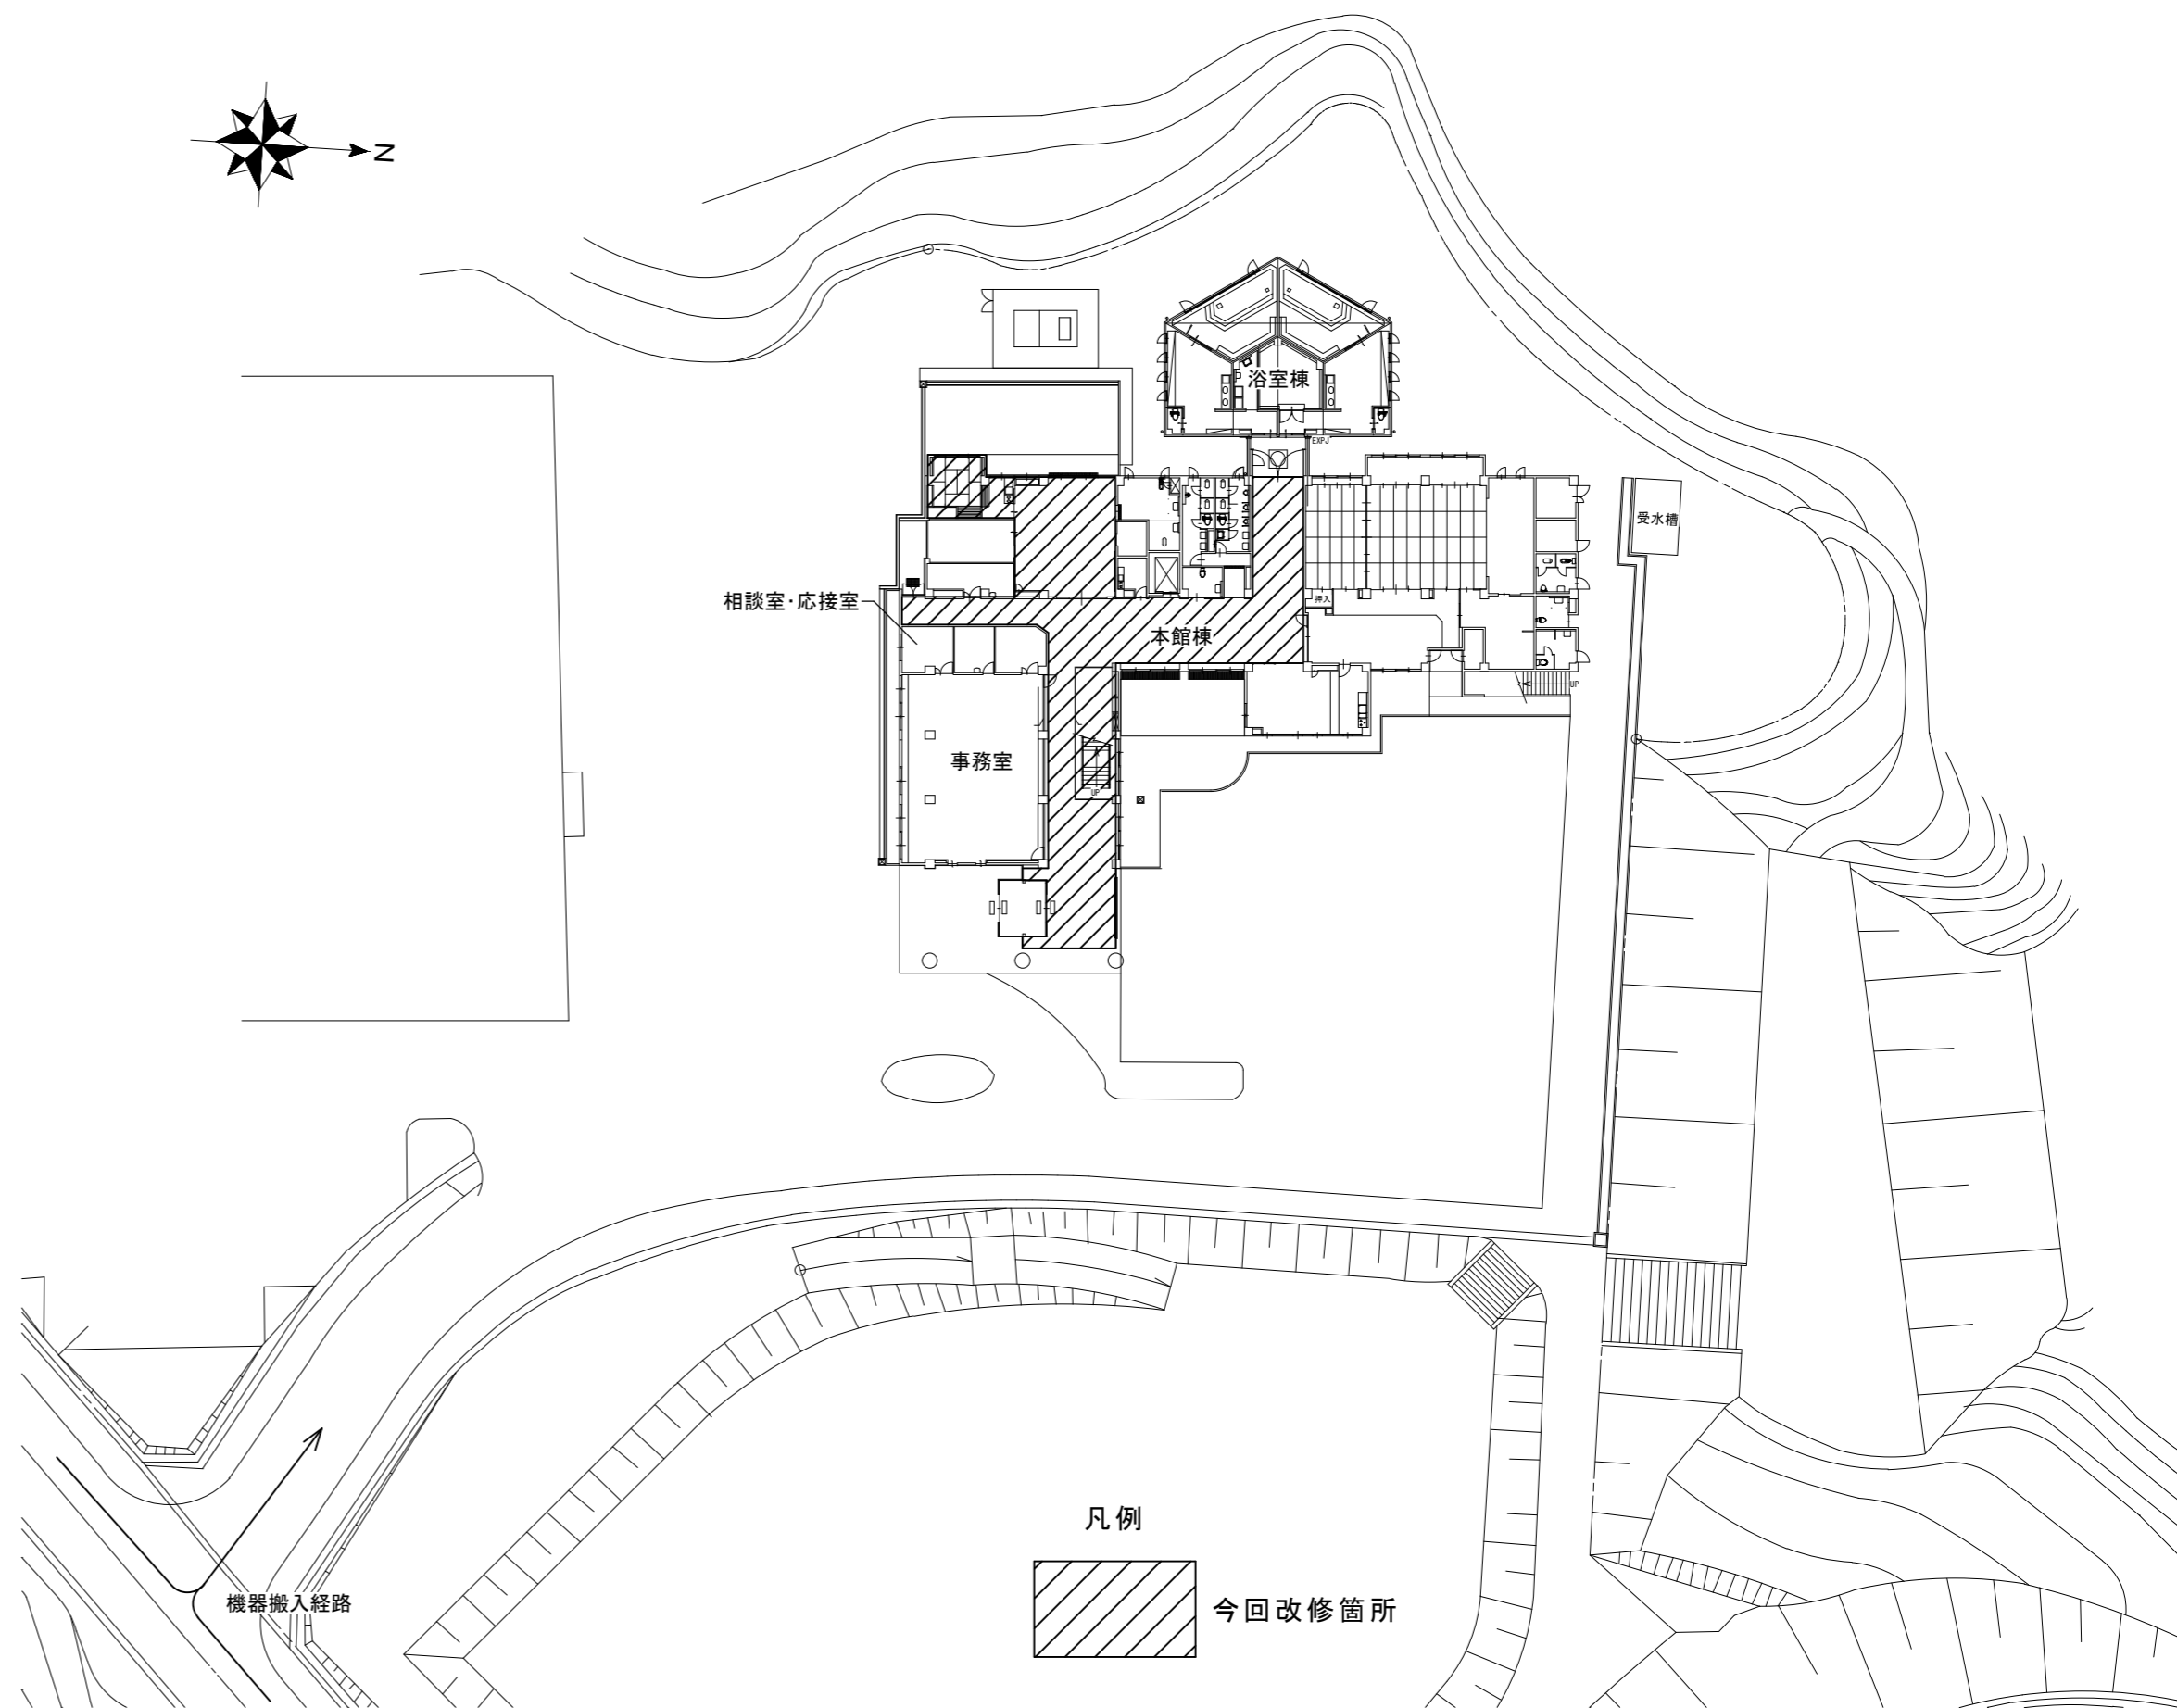 N
浴室棟
EXPJ
受水槽
相談室・応接室
押入
本館棟
UP
事務室
UP
凡例
今回改修箇所
機器搬入経路